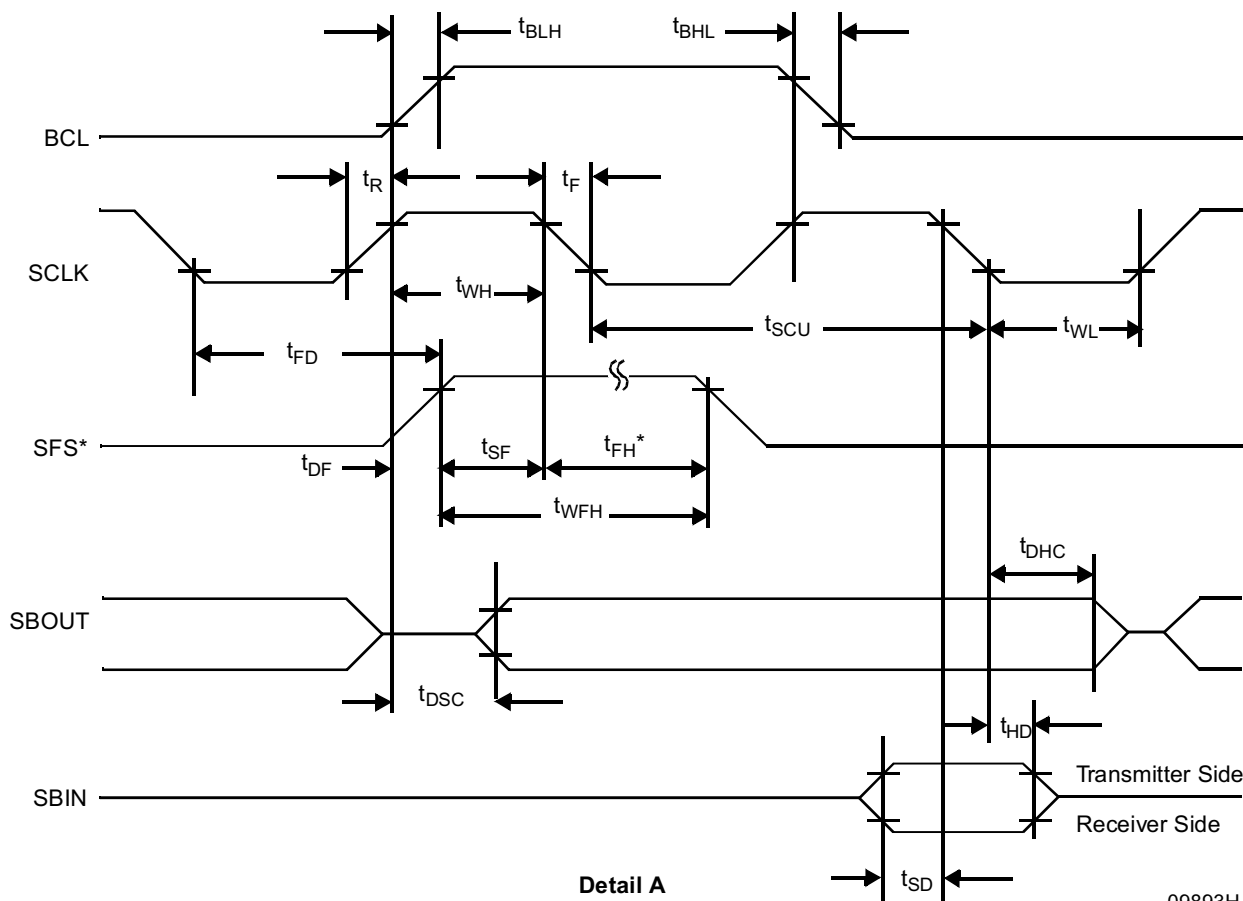 tBLH
tBHL
BCL
tR
tF
SCLK
tWH
tSCU
tWL
tFD
SFS*
tSF
tFH*
tDF
tWFH
tDHC
SBOUT
tDSC
tHD
Transmitter Side
SBIN
Receiver Side
tSD
Detail A